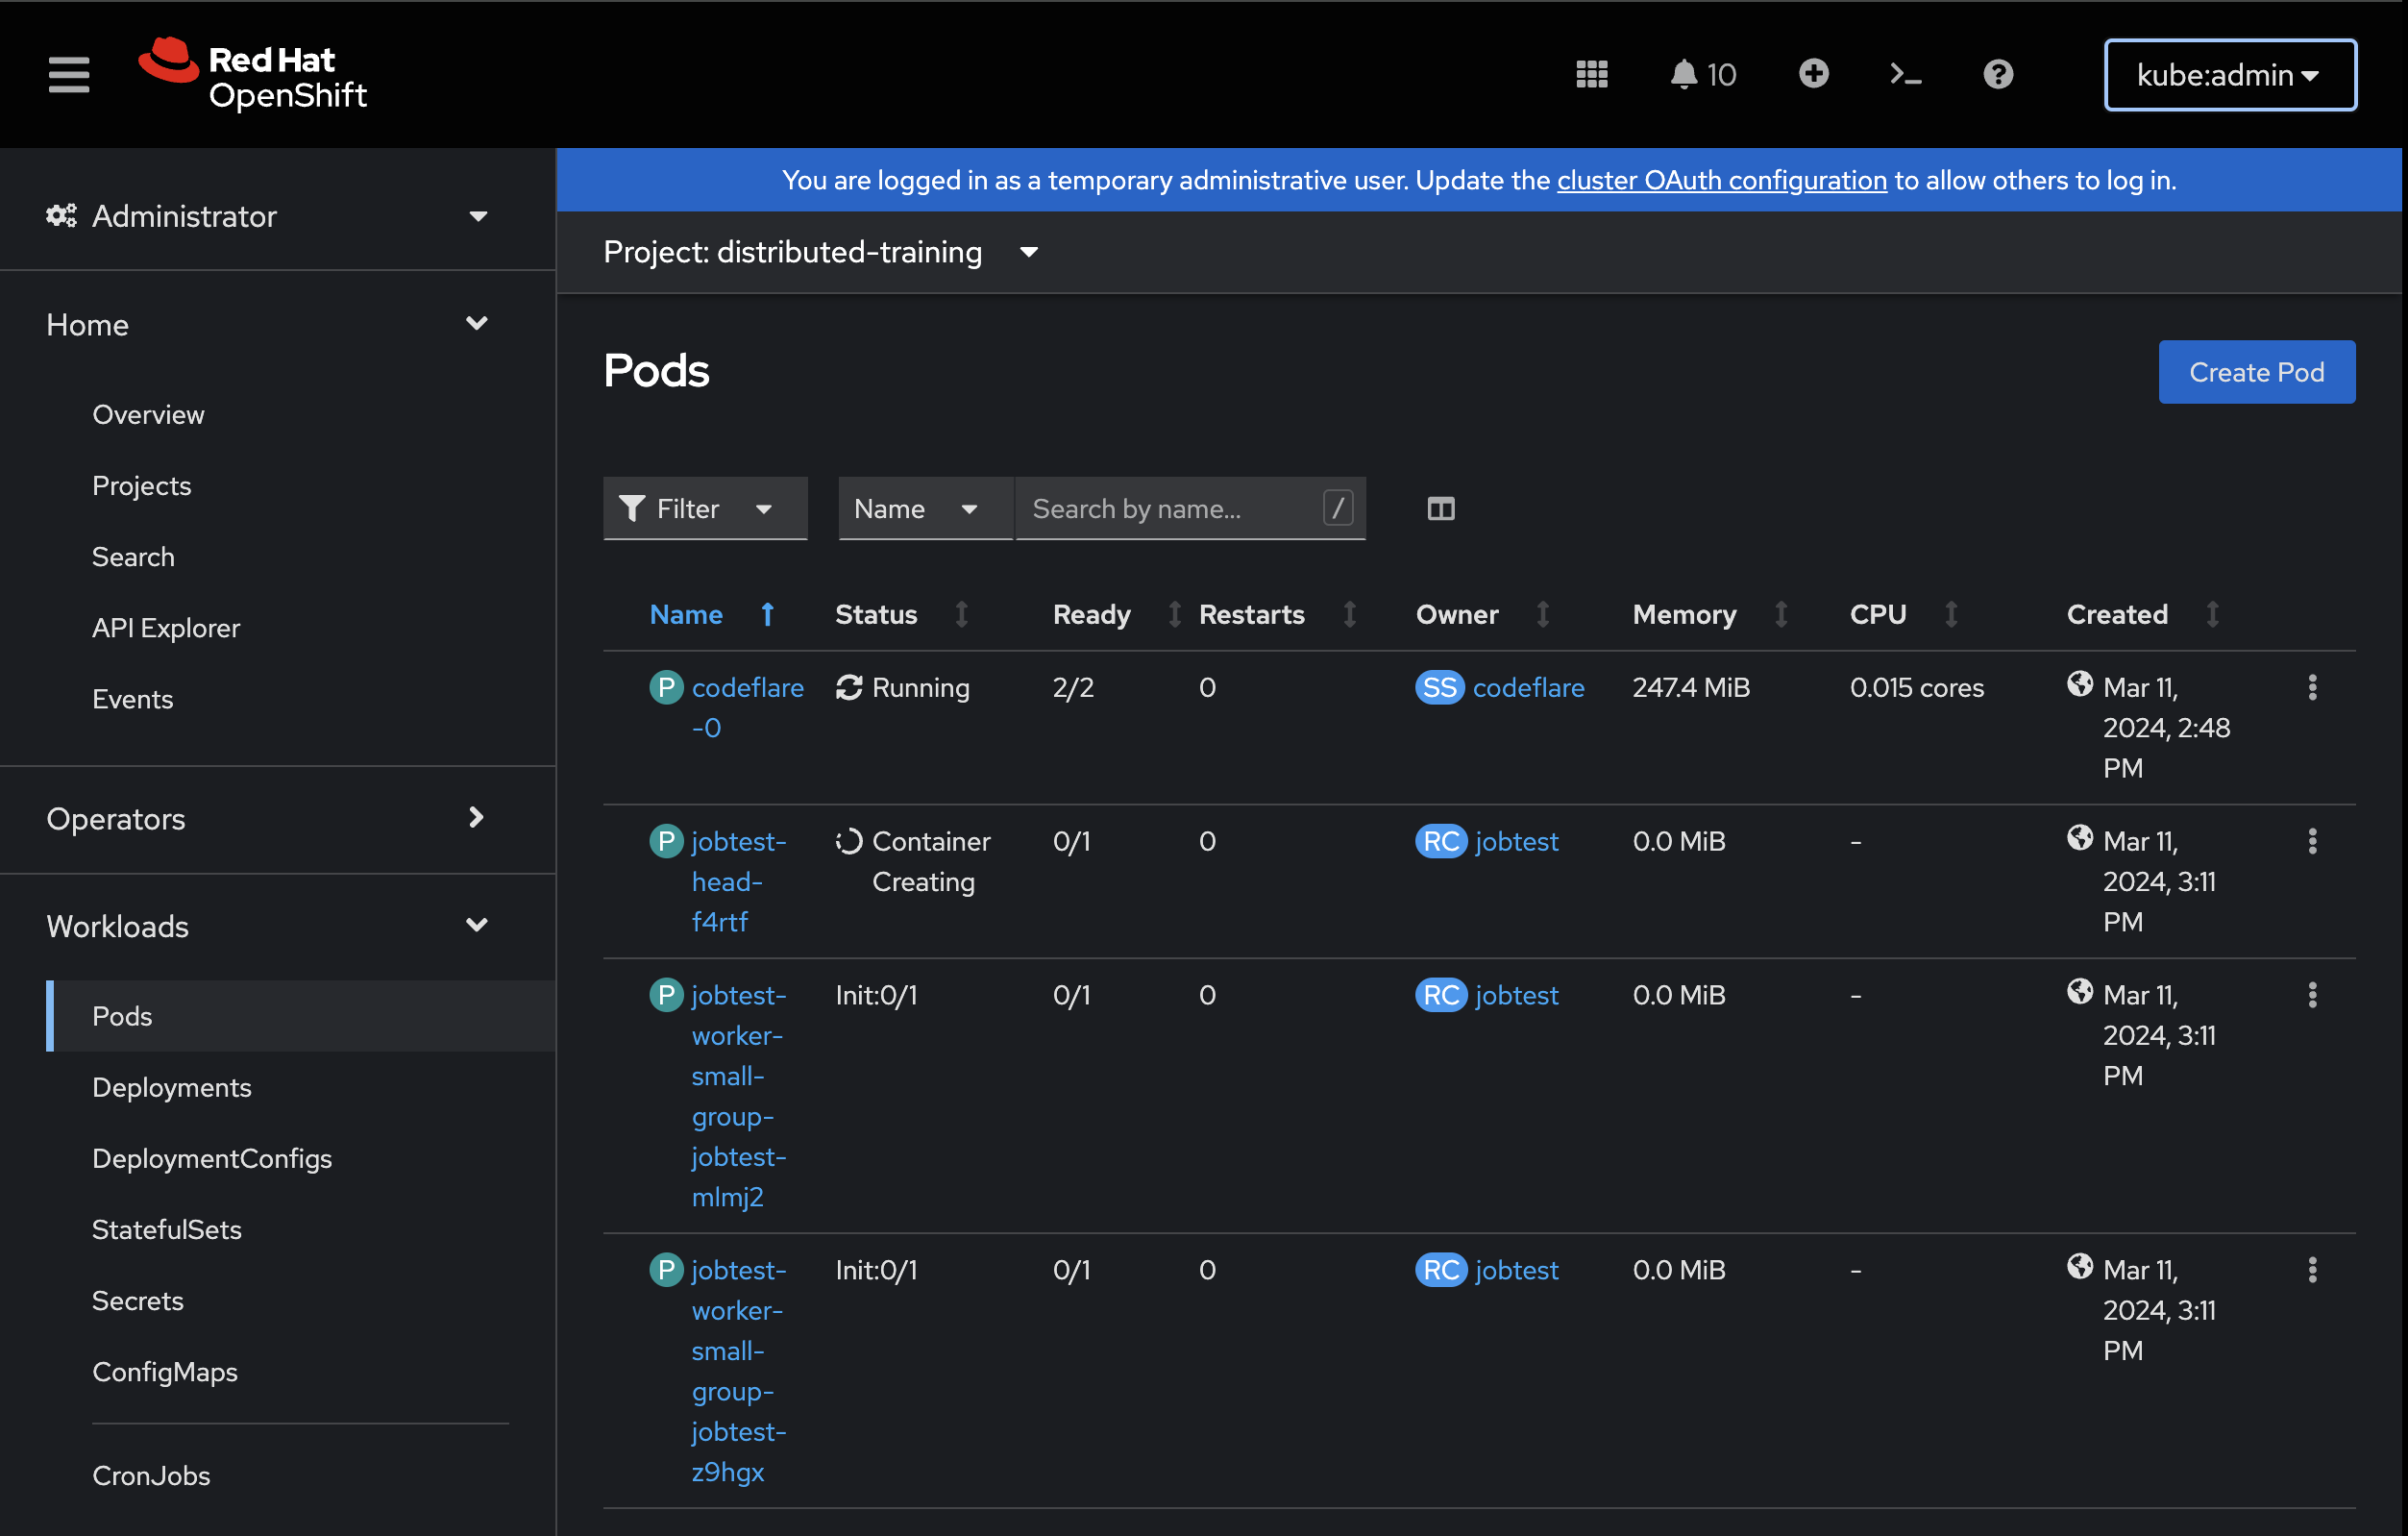 Red Hat
OpenShift
10
kube:admin
Administrator
Home
Overview
Projects
Search
API Explorer
Events
Operators
Workloads
Pods
Deployments
DeploymentConfigs
StatefulSets
Secrets
ConfigMaps
CronJobs
You are logged in as a temporary administrative user. Update the cluster OAuth configuration to allow others to log in.
Project: distributed-training
Pods
Create Pod
Filter
Name
Search by name...
/
Name Status Ready Restarts Owner Memory CPU Created
P codeflare Running 2/2 0 SS codeflare 247.4 MiB 0.015 cores Mar 11,
-0 2024, 2:48
PM
P jobtest- Container 0/1 0 RC jobtest 0.0 MiB - Mar 11,
head- Creating 2024, 3:11
f4rtf PM
P jobtest- Init:0/1 0/1 0 RC jobtest 0.0 MiB - Mar 11,
worker- 2024, 3:11
small- PM
group-
jobtest-
mlmj2
P jobtest- Init:0/1 0/1 0 RC jobtest 0.0 MiB - Mar 11,
worker- 2024, 3:11
small- PM
group-
jobtest-
z9hgx